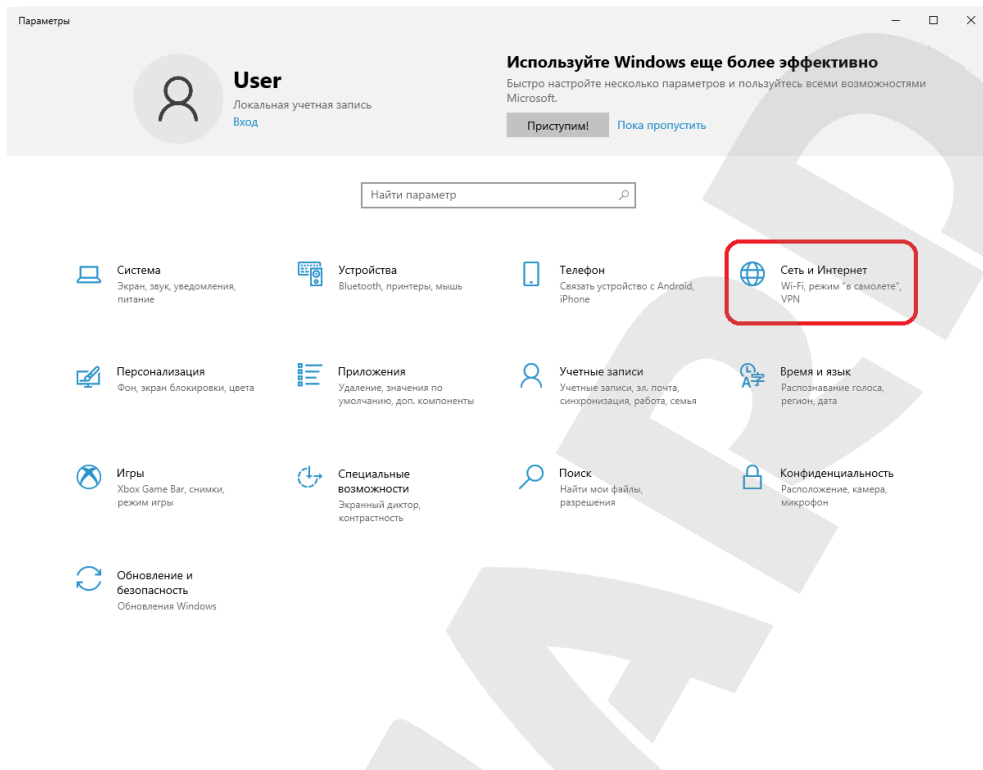 Параметры
User
Локальная учетная запись
Вход
Используйте Windows еще более эффективно
Быстро настройте несколько параметров и пользуйтесь всеми возможностями
Microsoft.
Приступим!
Пока пропустить
Найти параметр
Система
Экран, звук, уведомления,
питание
Устройства
Bluetooth, принтеры, мышь
Телефон
Связать устройство с Android,
iPhone
Сеть и Интернет
Wi-Fi, режим "в самолете",
VPN
Персонализация
Фон, экран блокировки, цвета
Приложения
Удаление, значения по
умолчанию, доп. компоненты
Учетные записи
Учетные записи, эл. почта,
синхронизация, работа, семья
Время и язык
Распознавание голоса,
регион, дата
Игры
Xbox Game Bar, снимки,
режим игры
Специальные
возможности
Экранный диктор,
контрастность
Поиск
Найти мои файлы,
разрешения
Конфиденциальность
Расположение, камера,
микрофон
Обновление и
безопасность
Обновления Windows